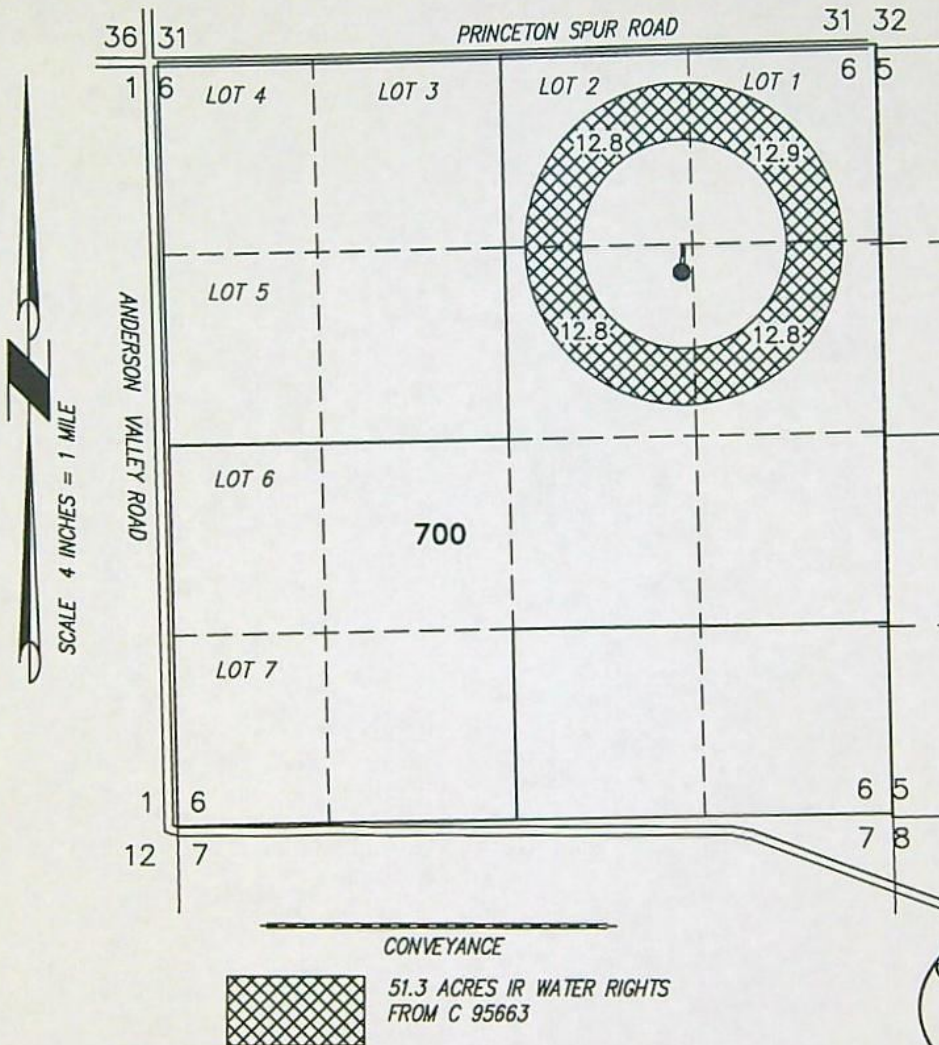 36 31
PRINCETON SPUR ROAD
31 32
1 6
LOT 4
LOT 3
LOT 2
LOT 1
6 5
12.8
12.9
LOT 5
12.8
12.8
ANDERSON VALLEY ROAD
SCALE 4 INCHES = 1 MILE
LOT 6
700
LOT 7
1 6
6 5
12 7
7 8
CONVEYANCE
51.3 ACRES IR WATER RIGHTS
FROM C 95663